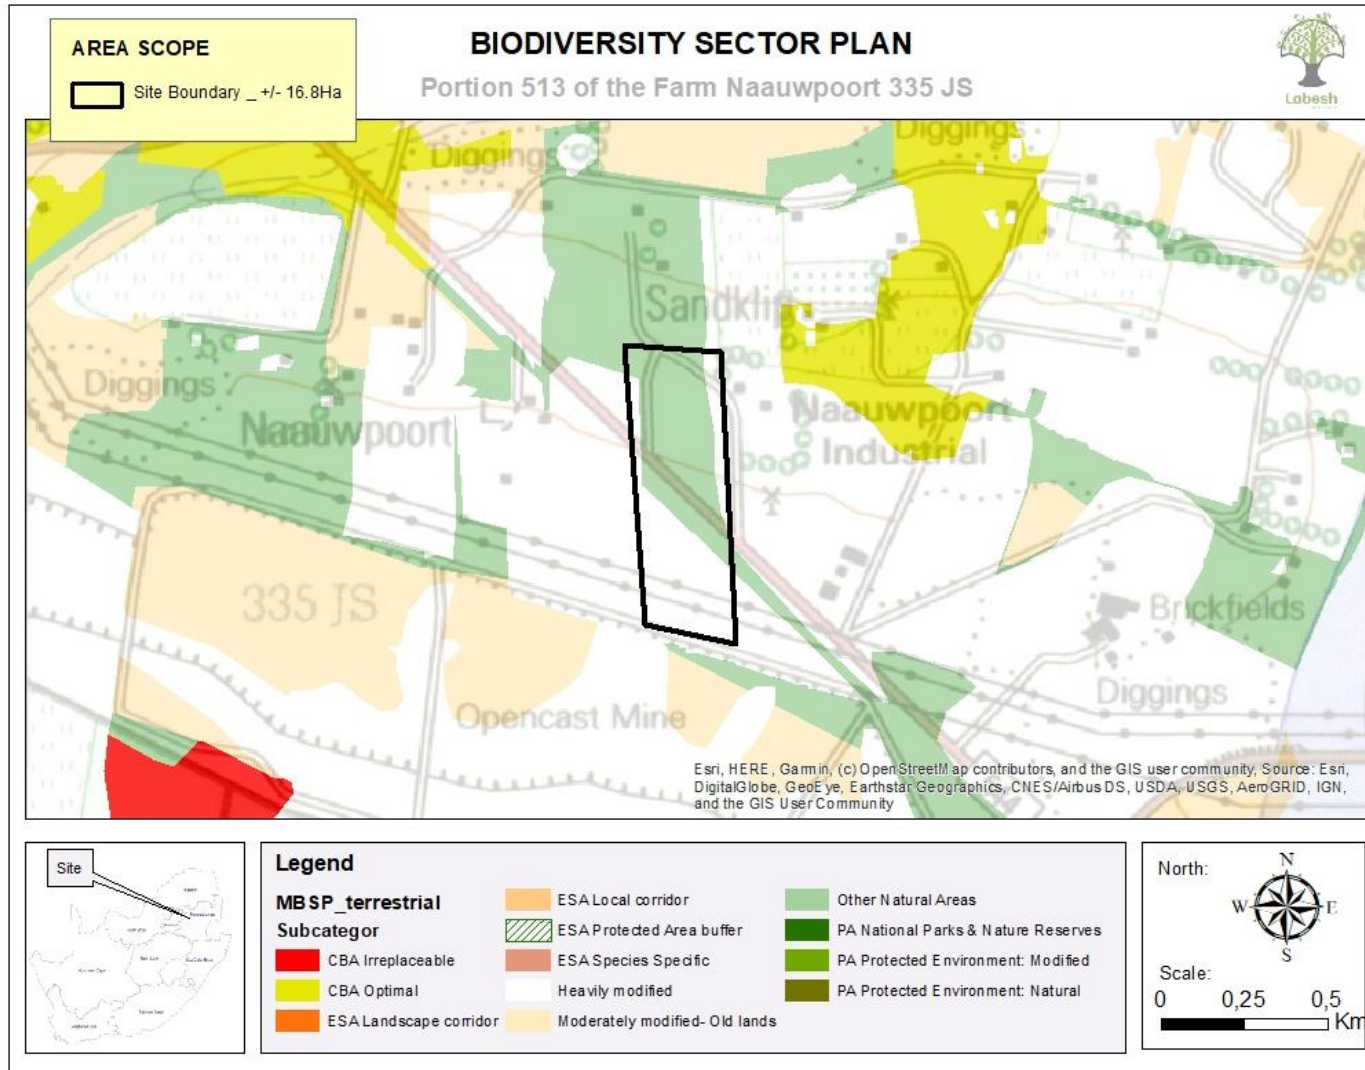 AREA SCOPE
Site Boundary _ +/- 16.8Ha
BIODIVERSITY SECTOR PLAN
Portion 513 of the Farm Naauwpoort 335 JS
Labesh
Diggings
Diggings
Sandklip
Diggings
Naauwpoort
Naauwpoort
Industrial
335 JS
Brickfields
Opencast Mine
Diggings
Esri, HERE, Garmin, (c) OpenStreetMap contributors, and the GIS user community, Source: Esri,
DigitalGlobe, GeoEye, Earthstar Geographics, CNES/Airbus DS, USDA, USGS, AeroGRID, IGN,
and the GIS User Community
Site
Legend
MBSP_terrestrial
Subcategor
CBA Irreplaceable
CBA Optimal
ESA Landscape corridor
ESA Local corridor
ESA Protected Area buffer
ESA Species Specific
Heavily modified
Moderately modified- Old lands
Other Natural Areas
PA National Parks & Nature Reserves
PA Protected Environment: Modified
PA Protected Environment: Natural
North:
N
W
E
S
Scale:
0 0,25 0,5
Km